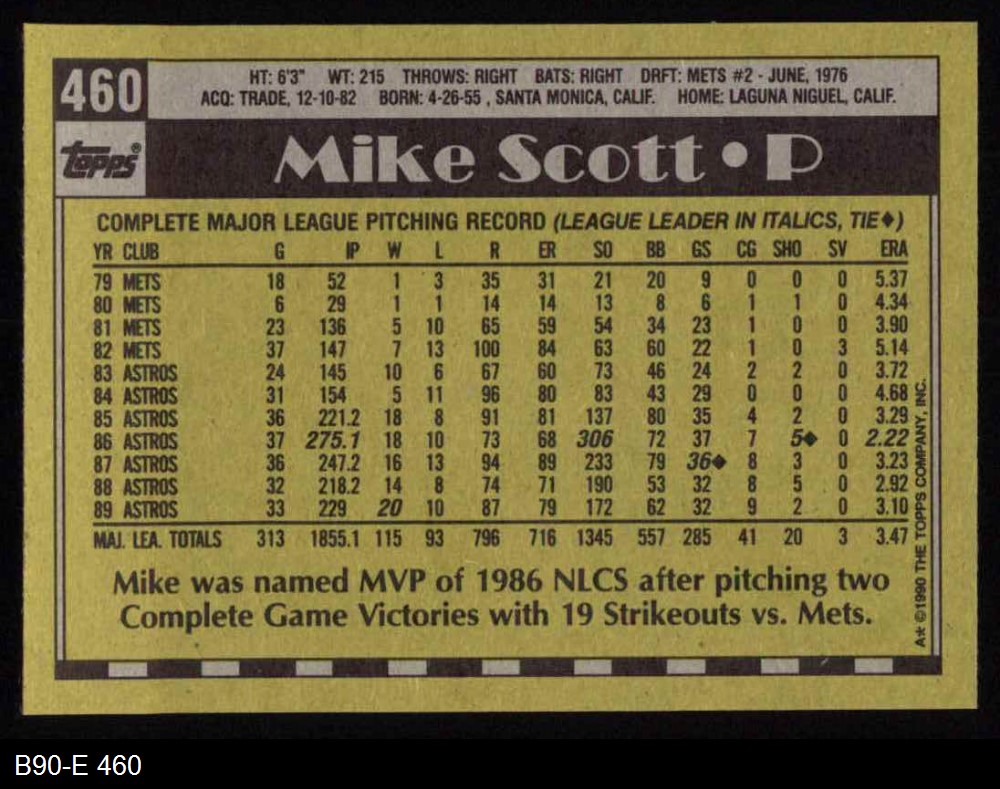 460
HT: 6'3" WT: 215 THROWS: RIGHT BATS: RIGHT DRFT: METS #2 - JUNE, 1976
ACQ: TRADE, 12-10-82 BORN: 4-26-55 , SANTA MONICA, CALIF. HOME: LAGUNA NIGUEL, CALIF.
Topps®
Mike Scott • P
COMPLETE MAJOR LEAGUE PITCHING RECORD (LEAGUE LEADER IN ITALICS, TIE♦)
YR CLUB G IP W L R ER SO BB GS CG SHO SV ERA
79 METS 18 52 1 3 35 31 21 20 9 0 0 0 5.37
80 METS 6 29 1 1 14 14 13 8 6 1 1 0 4.34
81 METS 23 136 5 10 65 59 54 34 23 1 0 0 3.90
82 METS 37 147 7 13 100 84 63 60 22 1 0 3 5.14
83 ASTROS 24 145 10 6 67 60 73 46 24 2 2 0 3.72
84 ASTROS 31 154 5 11 96 80 83 43 29 0 0 0 4.68
85 ASTROS 36 221.2 18 8 91 81 137 80 35 4 2 0 3.29
86 ASTROS 37 275.1 18 10 73 68 306 72 37 7 5♦ 0 2.22
87 ASTROS 36 247.2 16 13 94 89 233 79 36♦ 8 3 0 3.23
88 ASTROS 32 218.2 14 8 74 71 190 53 32 8 5 0 2.92
89 ASTROS 33 229 20 10 87 79 172 62 32 9 2 0 3.10
MAJ. LEA. TOTALS 313 1855.1 115 93 796 716 1345 557 285 41 20 3 3.47
Mike was named MVP of 1986 NLCS after pitching two
Complete Game Victories with 19 Strikeouts vs. Mets.
A* ©1990 THE TOPPS COMPANY, INC.
B90-E 460